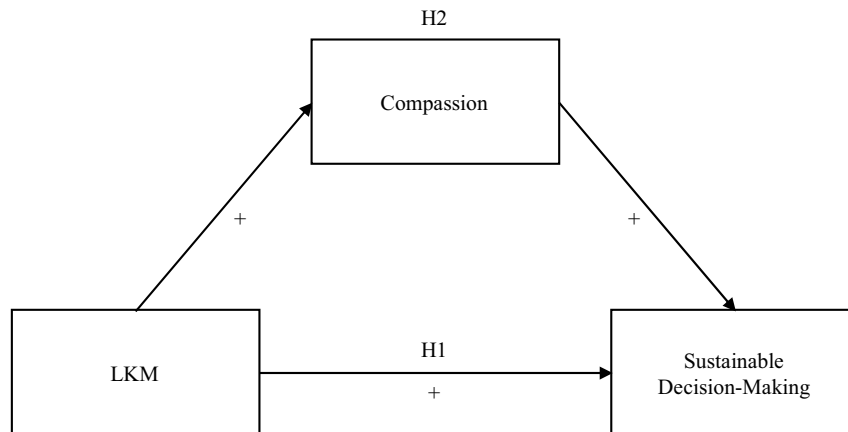 H2
Compassion
+
+
H1
LKM
+
Sustainable
Decision-Making